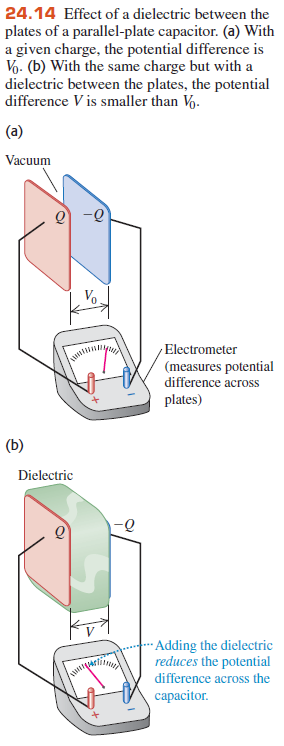 24.14 Effect of a dielectric between the
plates of a parallel-plate capacitor. (a) With
a given charge, the potential difference is
V₀. (b) With the same charge but with a
dielectric between the plates, the potential
difference V is smaller than V₀.
(a)
Vacuum
Q
-Q
V₀
Electrometer
(measures potential
difference across
plates)
+
-
(b)
Dielectric
Q
-Q
V
Adding the dielectric
reduces the potential
difference across the
capacitor.
+
-